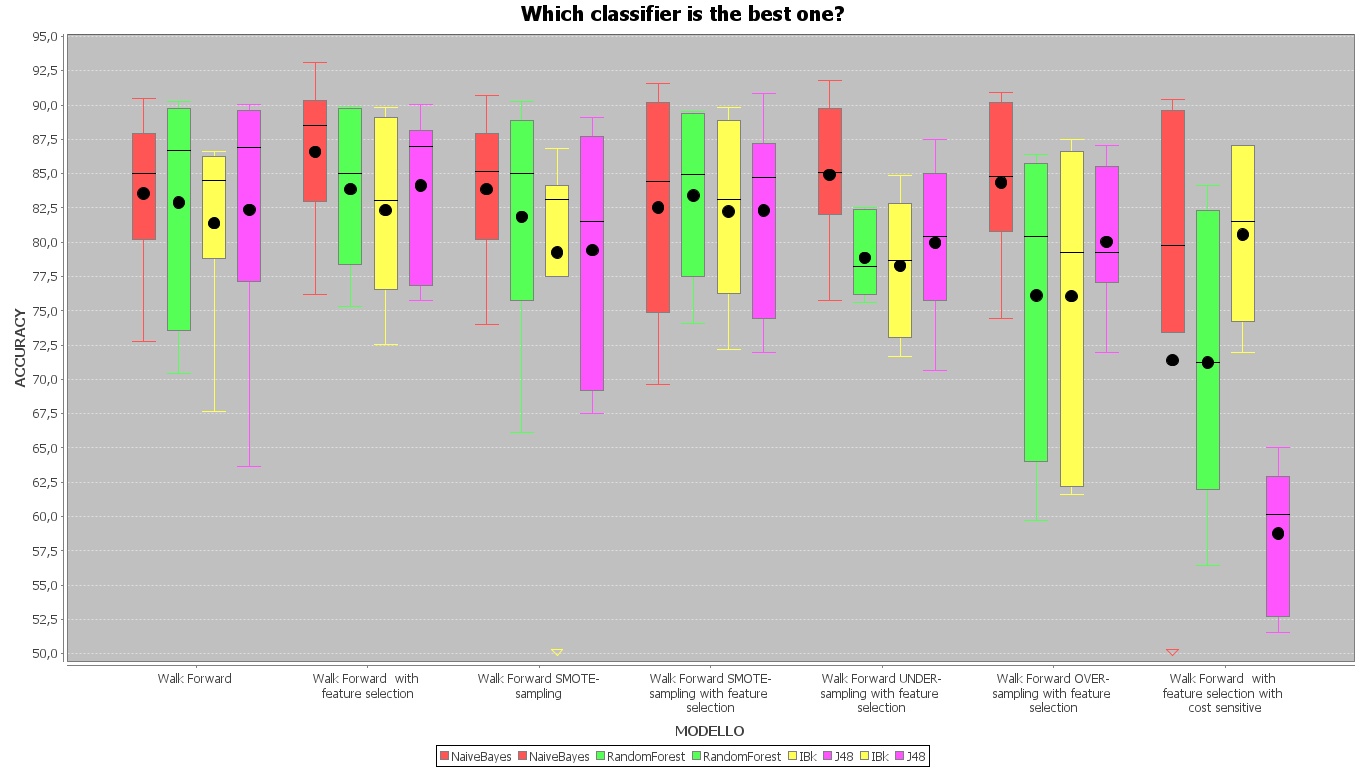 Which classifier is the best one?
95,0
92,5
90,0
87,5
85,0
82,5
80,0
77,5
75,0
72,5
70,0
67,5
65,0
62,5
60,0
57,5
55,0
52,5
50,0
ACCURACY
Walk Forward
Walk Forward with
feature selection
Walk Forward SMOTE-
sampling
Walk Forward SMOTE-
sampling with feature
selection
Walk Forward UNDER-
sampling with feature
selection
Walk Forward OVER-
sampling with feature
selection
Walk Forward with
feature selection with
cost sensitive
MODELLO
NaiveBayes NaiveBayes RandomForest RandomForest IBk J48 IBk J48